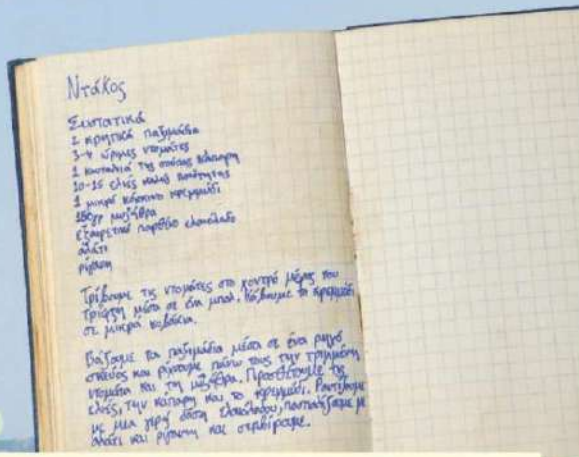 Ντάκος
Συστατικά
2 κρητικά παξιμάδια
3-4 ώριμες ντομάτες
1 κουταλιά της σούπας κάπαρη
10-15 ελιές καλής ποιότητας
1 μικρό κόκκινο κρεμμύδι
180γρ μυζήθρα
εξαιρετικό παρθένο ελαιόλαδο
αλάτι
ρίγανη
Τρίβουμε τις ντομάτες στο χοντρό μέρος του
τρίφτη μέσα σε ένα μπολ. Κόβουμε το κρεμμύδι
σε μικρά κυβάκια.
Βάζουμε τα παξιμάδια μέσα σε ένα ρηχό
σκεύος και ρίχνουμε πάνω τους την τριμμένη
ντομάτα και τη μυζήθρα. Προσθέτουμε τις
ελιές, την κάπαρη και το κρεμμύδι. Ραντίζουμε
με μια γερή δόση ελαιόλαδου, πασπαλίζουμε με
αλάτι και ρίγανη και σερβίρουμε.